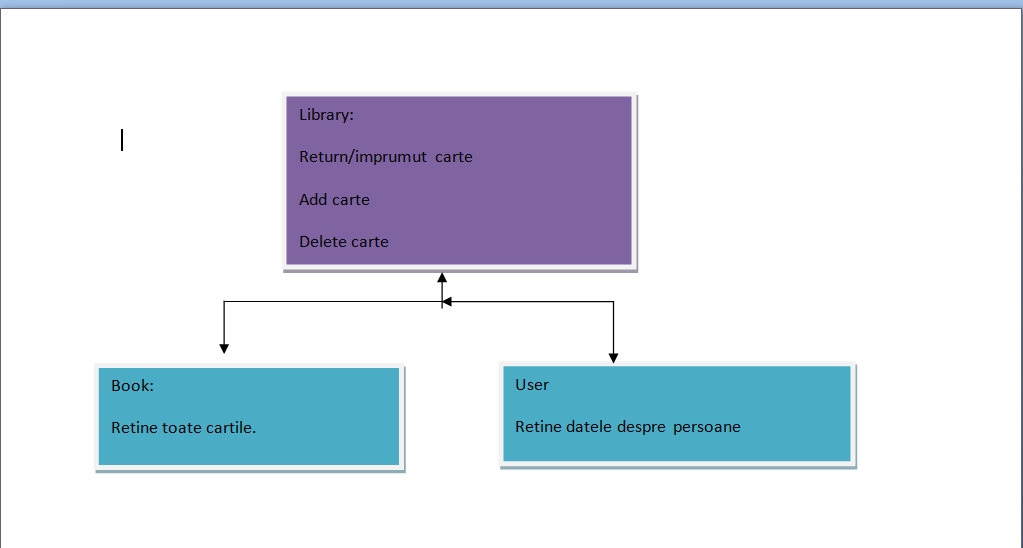 Library:
Return/imprumut carte
Add carte
Delete carte
Book:
Retine toate cartile.
User
Retine datele despre persoane